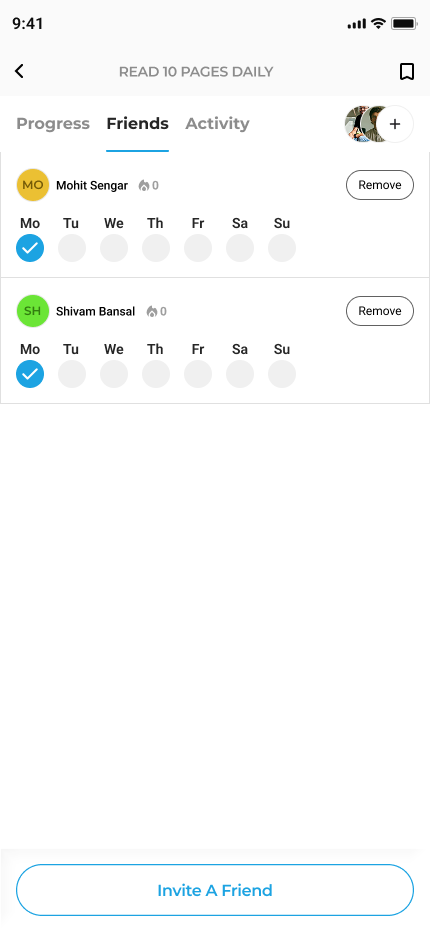 9:41
READ 10 PAGES DAILY
Progress Friends Activity
+
MO Mohit Sengar 0 Remove
Mo Tu We Th Fr Sa Su
SH Shivam Bansal 0 Remove
Mo Tu We Th Fr Sa Su
Invite A Friend